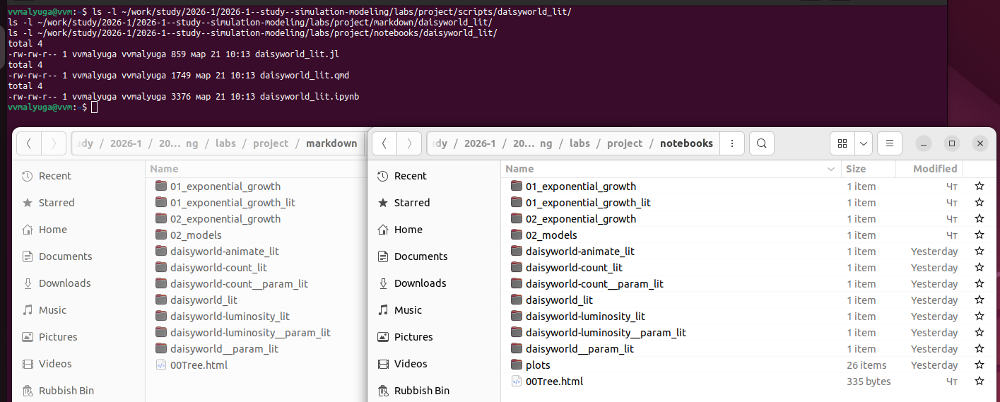 vvmalyuga@vvm:~$ ls -l ~/work/study/2026-1/2026-1--study--simulation-modeling/labs/project/scripts/daisyworld_lit/
ls -l ~/work/study/2026-1/2026-1--study--simulation-modeling/labs/project/markdown/daisyworld_lit/
ls -l ~/work/study/2026-1/2026-1--study--simulation-modeling/labs/project/notebooks/daisyworld_lit/
total 4
-rw-rw-r-- 1 vvmalyuga vvmalyuga 859 мар 21 10:13 daisyworld_lit.jl
total 4
-rw-rw-r-- 1 vvmalyuga vvmalyuga 1749 мар 21 10:13 daisyworld_lit.qmd
total 4
-rw-rw-r-- 1 vvmalyuga vvmalyuga 3376 мар 21 10:13 daisyworld_lit.ipynb
vvmalyuga@vvm:~$
udy / 2026-1 / 20… ng / labs / project / markdown
Recent
Starred
Home
Documents
Downloads
Music
Pictures
Videos
Rubbish Bin
Name
01_exponential_growth
01_exponential_growth_lit
02_exponential_growth
02_models
daisyworld-animate_lit
daisyworld-count_lit
daisyworld-count__param_lit
daisyworld_lit
daisyworld-luminosity_lit
daisyworld-luminosity__param_lit
daisyworld__param_lit
00Tree.html
udy / 2026-1 / 20… ng / labs / project / notebooks
Recent
Starred
Home
Documents
Downloads
Music
Pictures
Videos
Rubbish Bin
Name Size Modified
01_exponential_growth 1 item Чт
01_exponential_growth_lit 1 item Чт
02_exponential_growth 1 item Чт
02_models 1 item Чт
daisyworld-animate_lit 1 item Yesterday
daisyworld-count_lit 1 item Yesterday
daisyworld-count__param_lit 1 item Yesterday
daisyworld_lit 1 item Yesterday
daisyworld-luminosity_lit 1 item Yesterday
daisyworld-luminosity__param_lit 1 item Yesterday
daisyworld__param_lit 1 item Yesterday
plots 26 items Yesterday
00Tree.html 335 bytes Чт